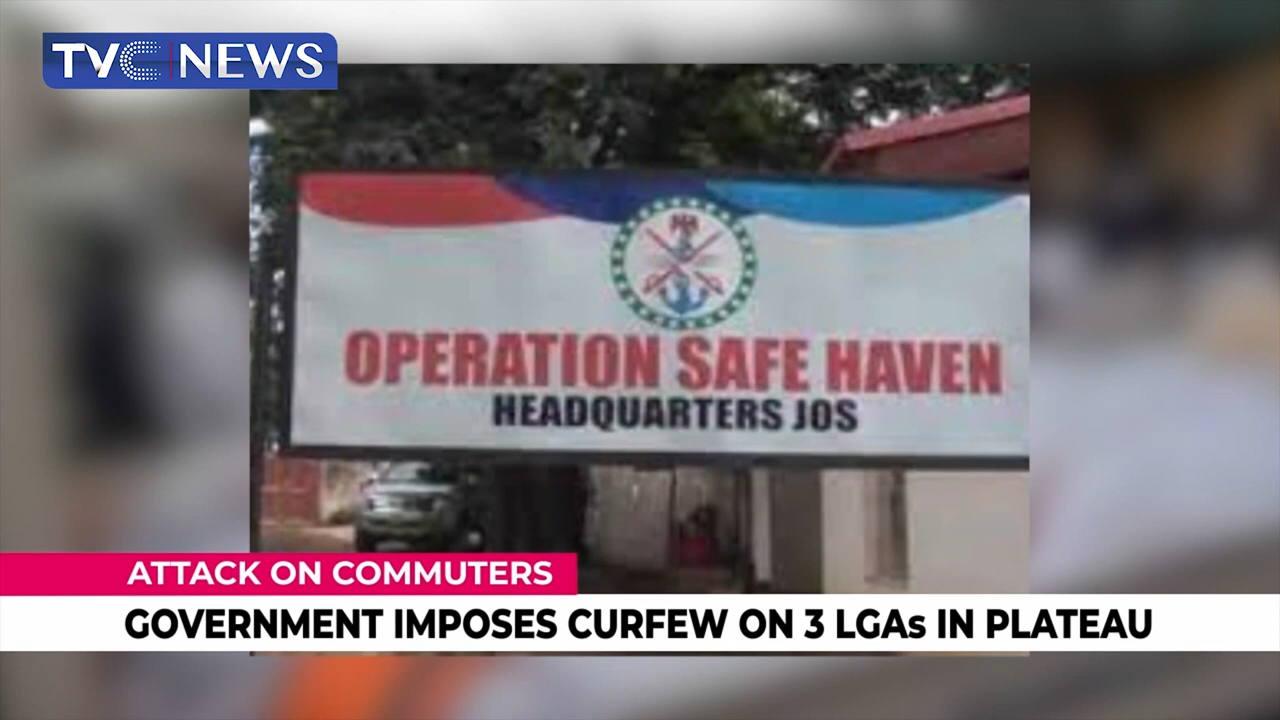 TVC NEWS
OPERATION SAFE HAVEN
HEADQUARTERS JOS
ATTACK ON COMMUTERS
GOVERNMENT IMPOSES CURFEW ON 3 LGAs IN PLATEAU